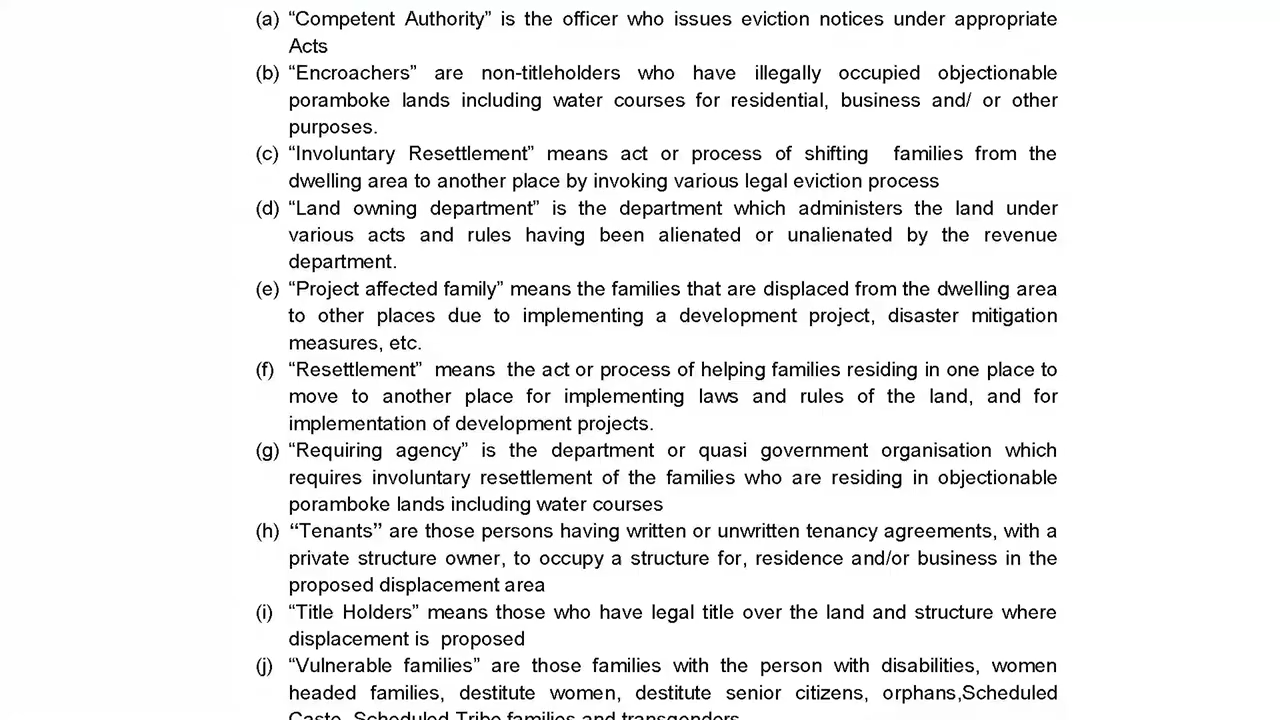 (a) “Competent Authority” is the officer who issues eviction notices under appropriate
Acts
(b) “Encroachers” are non-titleholders who have illegally occupied objectionable
poramboke lands including water courses for residential, business and/ or other
purposes.
(c) “Involuntary Resettlement” means act or process of shifting families from the
dwelling area to another place by invoking various legal eviction process
(d) “Land owning department” is the department which administers the land under
various acts and rules having been alienated or unalienated by the revenue
department.
(e) “Project affected family” means the families that are displaced from the dwelling area
to other places due to implementing a development project, disaster mitigation
measures, etc.
(f) “Resettlement” means the act or process of helping families residing in one place to
move to another place for implementing laws and rules of the land, and for
implementation of development projects.
(g) “Requiring agency” is the department or quasi government organisation which
requires involuntary resettlement of the families who are residing in objectionable
poramboke lands including water courses
(h) “Tenants” are those persons having written or unwritten tenancy agreements, with a
private structure owner, to occupy a structure for, residence and/or business in the
proposed displacement area
(i) “Title Holders” means those who have legal title over the land and structure where
displacement is proposed
(j) “Vulnerable families” are those families with the person with disabilities, women
headed families, destitute women, destitute senior citizens, orphans,Scheduled
Caste, Scheduled Tribe families and transgenders